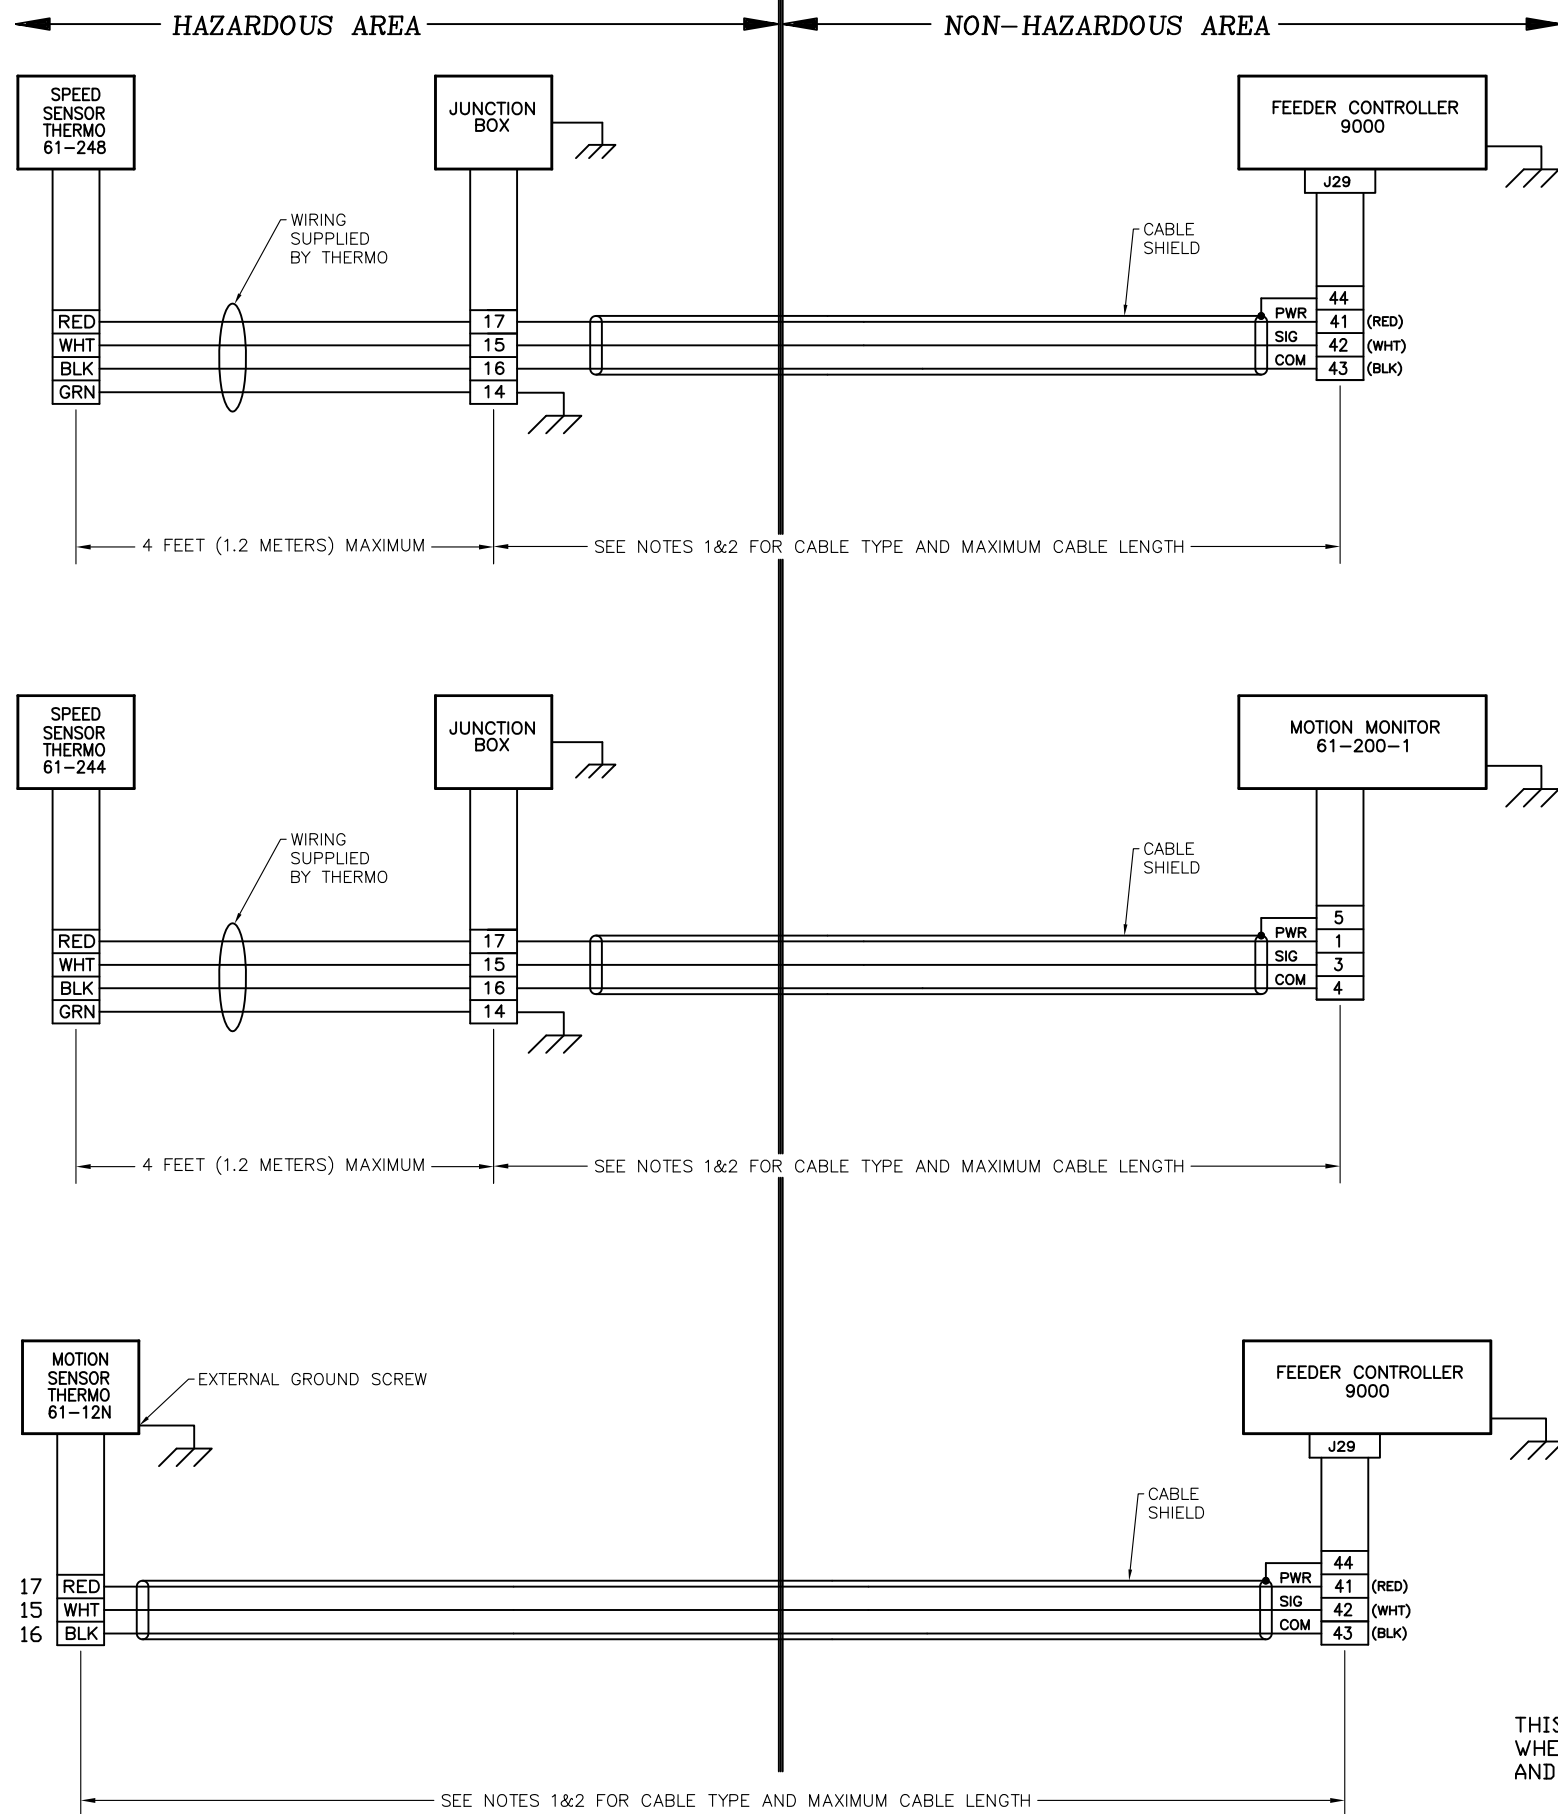 HAZARDOUS AREA
NON-HAZARDOUS AREA
SPEED
SENSOR
THERMO
61-248
JUNCTION
BOX
FEEDER CONTROLLER
9000
J29
WIRING
SUPPLIED
BY THERMO
CABLE
SHIELD
44
RED
17
PWR
41
(RED)
WHT
15
SIG
42
(WHT)
BLK
16
COM
43
(BLK)
GRN
14
4 FEET (1.2 METERS) MAXIMUM
SEE NOTES 1&2 FOR CABLE TYPE AND MAXIMUM CABLE LENGTH
SPEED
SENSOR
THERMO
61-244
JUNCTION
BOX
MOTION MONITOR
61-200-1
WIRING
SUPPLIED
BY THERMO
CABLE
SHIELD
5
RED
17
PWR
1
WHT
15
SIG
3
BLK
16
COM
4
GRN
14
4 FEET (1.2 METERS) MAXIMUM
SEE NOTES 1&2 FOR CABLE TYPE AND MAXIMUM CABLE LENGTH
MOTION
SENSOR
THERMO
61-12N
EXTERNAL GROUND SCREW
FEEDER CONTROLLER
9000
J29
CABLE
SHIELD
44
17
RED
PWR
41
(RED)
15
WHT
SIG
42
(WHT)
16
BLK
COM
43
(BLK)
SEE NOTES 1&2 FOR CABLE TYPE AND MAXIMUM CABLE LENGTH
THIS
WHE
AND